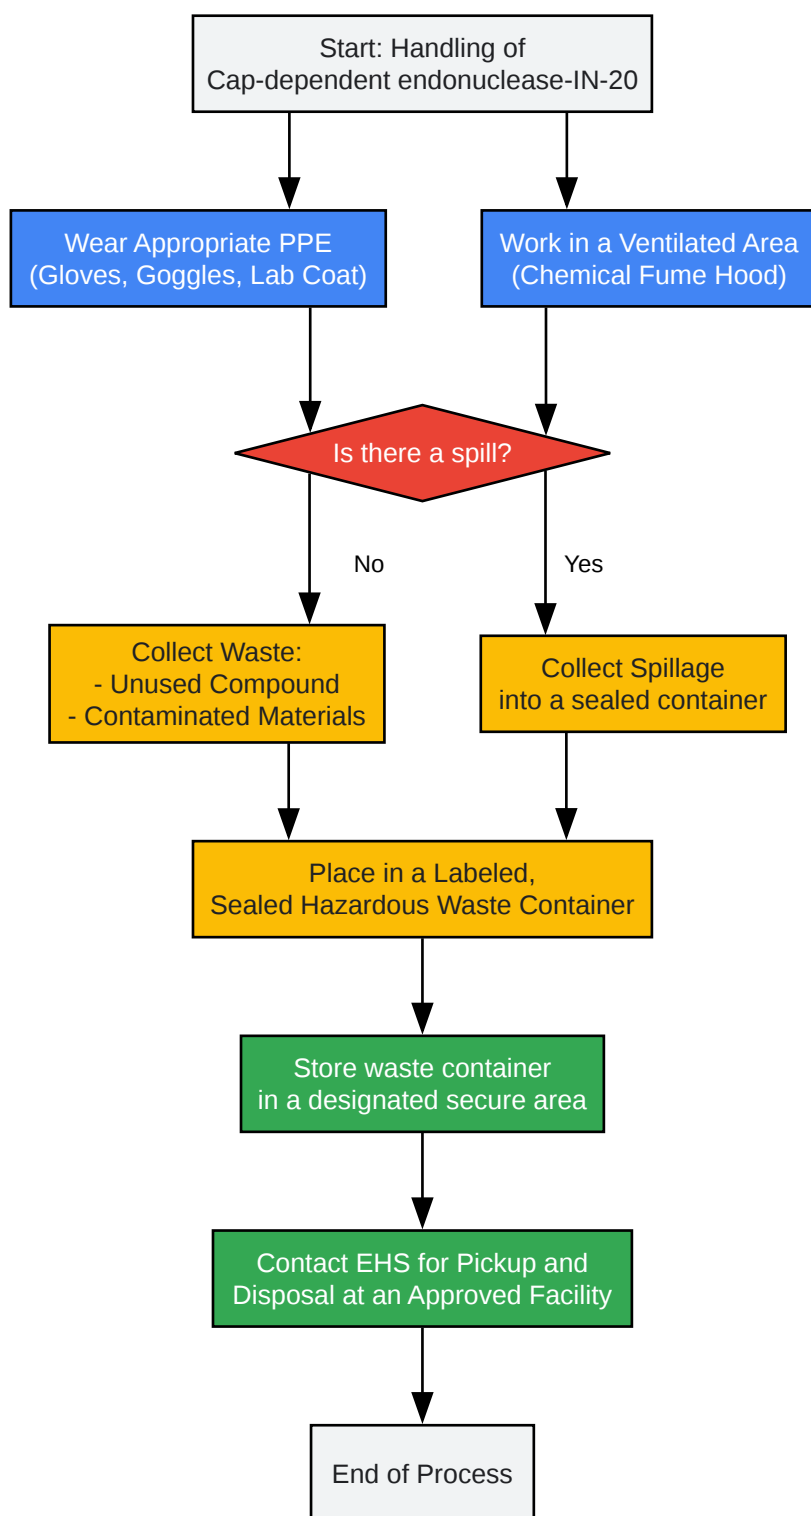 Start: Handling of
Cap-dependent endonuclease-IN-20
Wear Appropriate PPE
(Gloves, Goggles, Lab Coat)
Work in a Ventilated Area
(Chemical Fume Hood)
Is there a spill?
No
Yes
Collect Waste:
- Unused Compound
- Contaminated Materials
Collect Spillage
into a sealed container
Place in a Labeled,
Sealed Hazardous Waste Container
Store waste container
in a designated secure area
Contact EHS for Pickup and
Disposal at an Approved Facility
End of Process